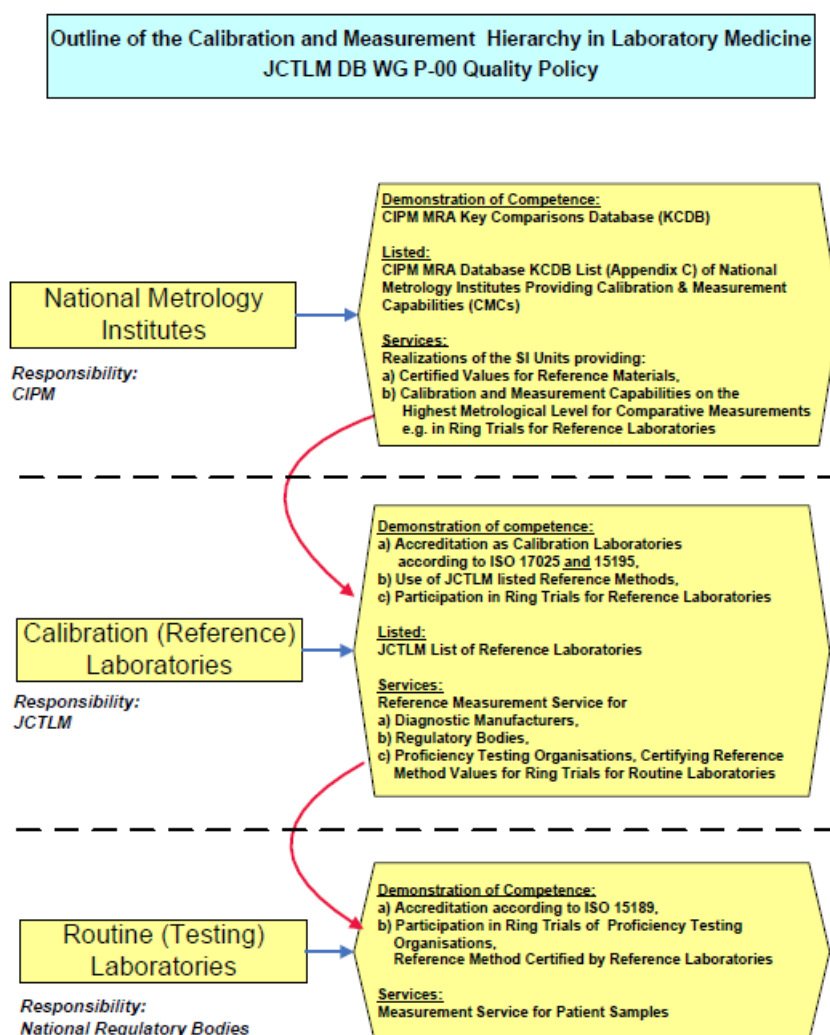 Outline of the Calibration and Measurement Hierarchy in Laboratory Medicine
JCTLM DB WG P-00 Quality Policy
National Metrology
Institutes
Responsibility:
CIPM
Demonstration of Competence:
CIPM MRA Key Comparisons Database (KCDB)
Listed:
CIPM MRA Database KCDB List (Appendix C) of National
Metrology Institutes Providing Calibration & Measurement
Capabilities (CMCs)
Services:
Realizations of the SI Units providing:
a) Certified Values for Reference Materials,
b) Calibration and Measurement Capabilities on the
Highest Metrological Level for Comparative Measurements
e.g. in Ring Trials for Reference Laboratories
Calibration (Reference)
Laboratories
Responsibility:
JCTLM
Demonstration of competence:
a) Accreditation as Calibration Laboratories
according to ISO 17025 and 15195,
b) Use of JCTLM listed Reference Methods,
c) Participation in Ring Trials for Reference Laboratories
Listed:
JCTLM List of Reference Laboratories
Services:
Reference Measurement Service for
a) Diagnostic Manufacturers,
b) Regulatory Bodies,
c) Proficiency Testing Organisations, Certifying Reference
Method Values for Ring Trials for Routine Laboratories
Routine (Testing)
Laboratories
Responsibility:
National Regulatory Bodies
Demonstration of Competence:
a) Accreditation according to ISO 15189,
b) Participation in Ring Trials of Proficiency Testing
Organisations,
Reference Method Certified by Reference Laboratories
Services:
Measurement Service for Patient Samples